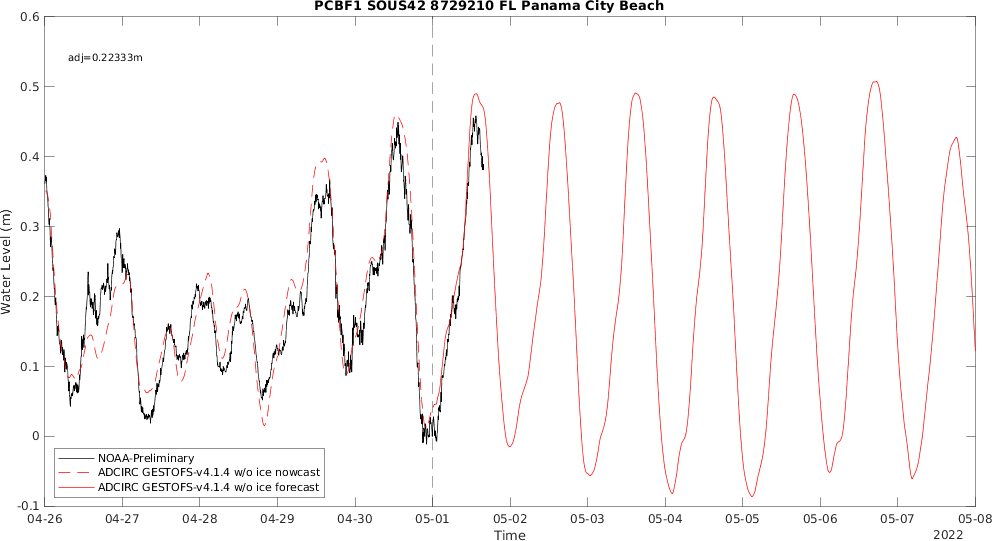 PCBF1 SOUS42 8729210 FL Panama City Beach
adj=0.22333m
Water Level (m)
0.6
0.5
0.4
0.3
0.2
0.1
0
-0.1
NOAA-Preliminary
ADCIRC GESTOFS-v4.1.4 w/o ice nowcast
ADCIRC GESTOFS-v4.1.4 w/o ice forecast
04-26 04-27 04-28 04-29 04-30 05-01 05-02 05-03 05-04 05-05 05-06 05-07 05-08
Time
2022